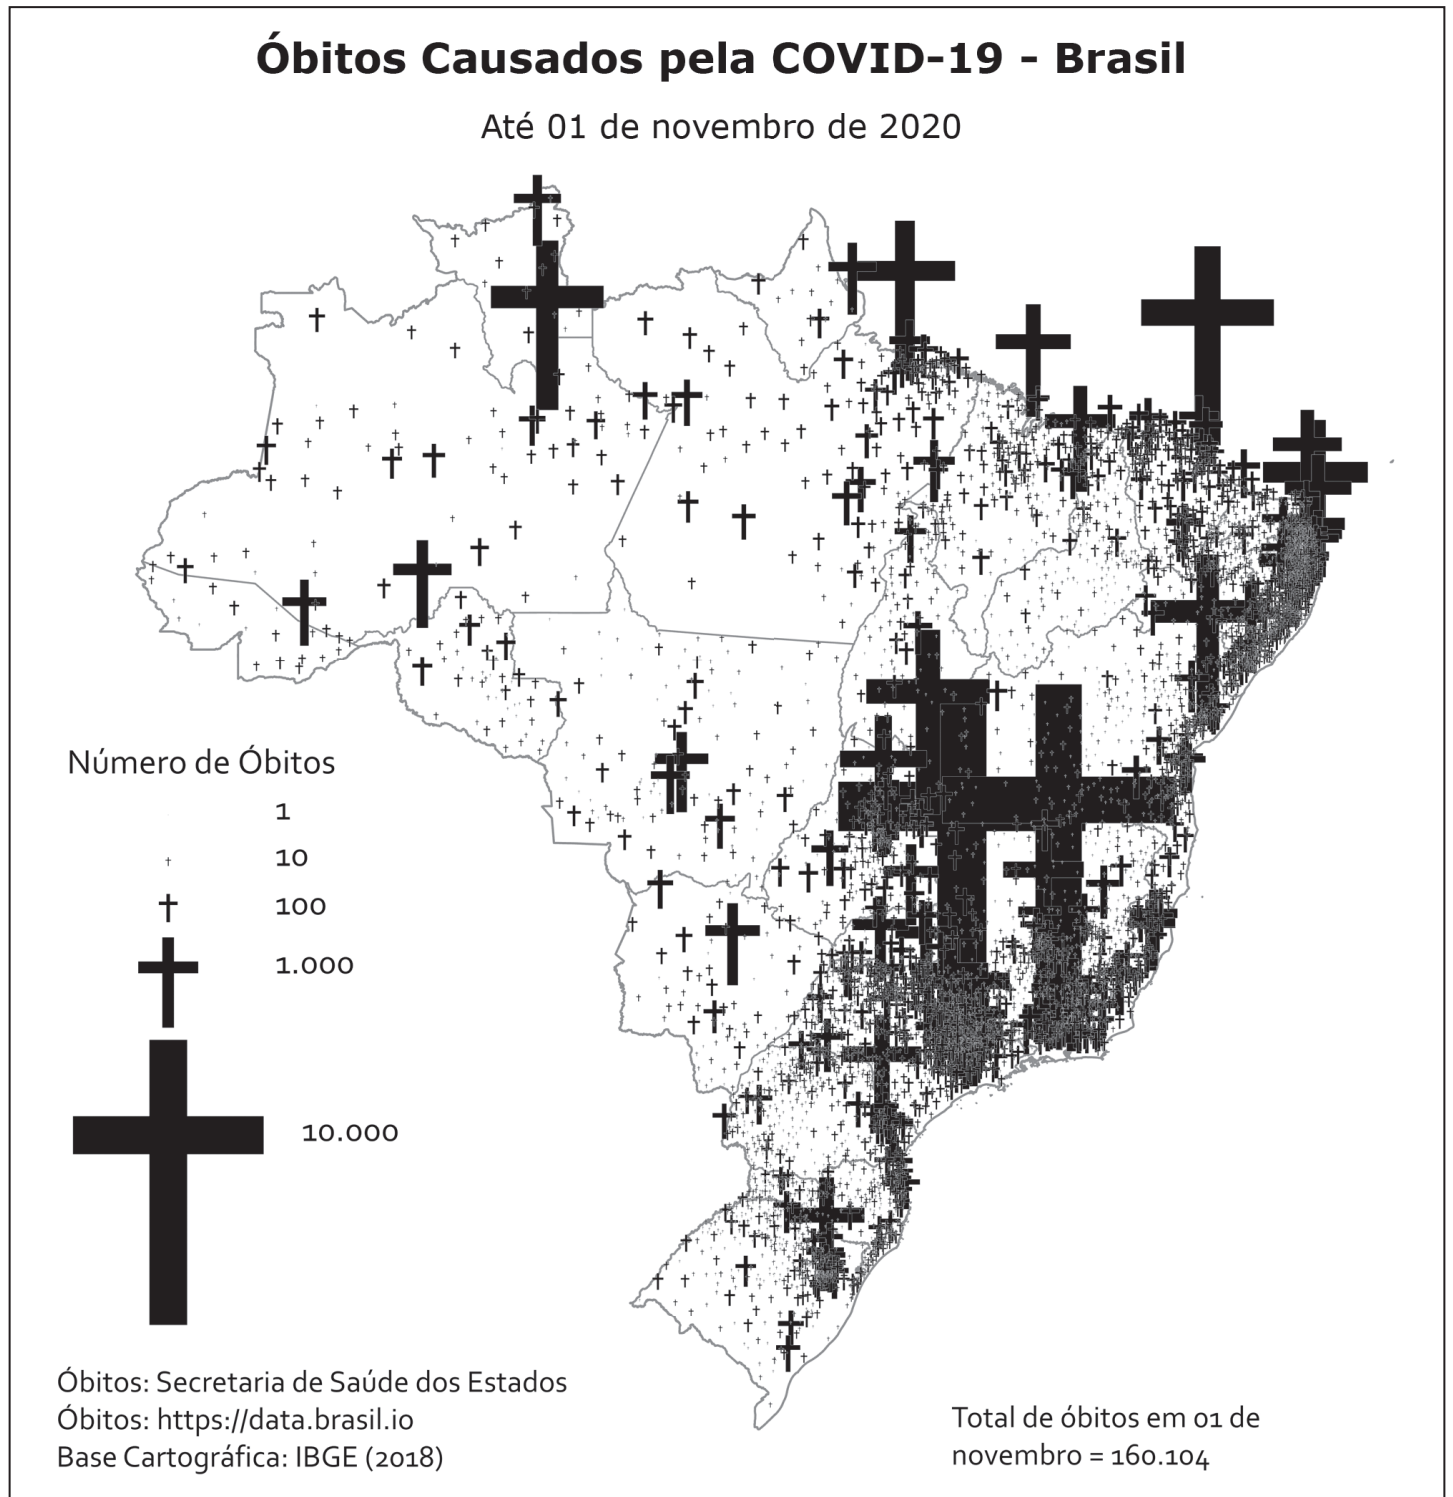 Óbitos Causados pela COVID-19 - Brasil
Até 01 de novembro de 2020
Número de Óbitos
1
10
100
1.000
10.000
Óbitos: Secretaria de Saúde dos Estados
Óbitos: https://data.brasil.io
Base Cartográfica: IBGE (2018)
Total de óbitos em 01 de
novembro = 160.104